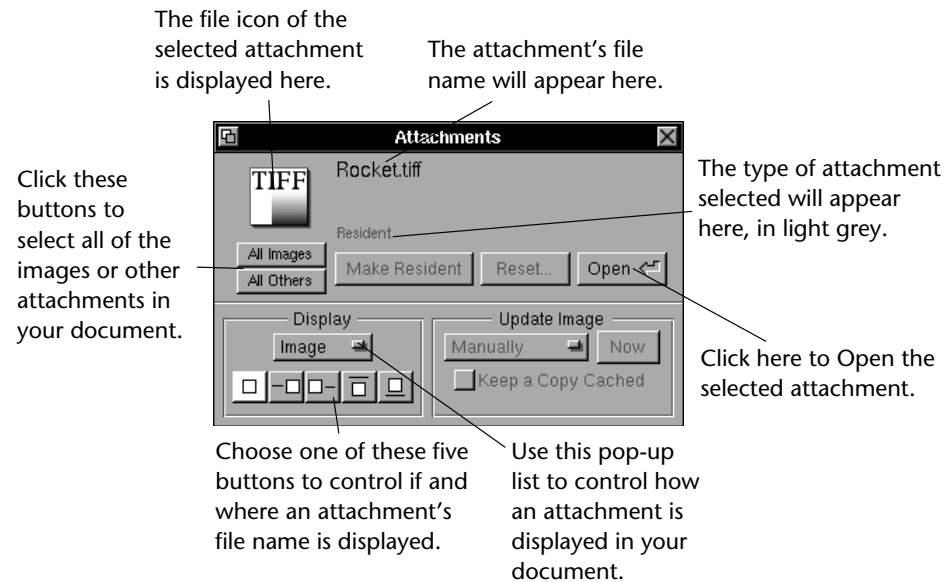 The file icon of the
selected attachment
is displayed here.
The attachment’s file
name will appear here.
Attachments
TIFF
Rocket.tiff
Resident
All Images
All Others
Make Resident
Reset...
Open
Click these
buttons to
select all of the
images or other
attachments in
your document.
The type of attachment
selected will appear
here, in light grey.
Display
Image
Update Image
Manually
Now
Keep a Copy Cached
Click here to Open the
selected attachment.
Choose one of these five
buttons to control if and
where an attachment’s
file name is displayed.
Use this pop-up
list to control how
an attachment is
displayed in your
document.